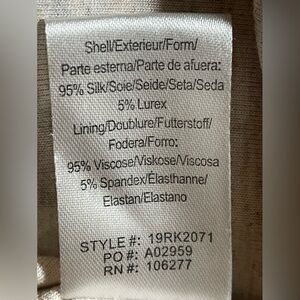 Shell/Exterieur/Form/
Parte esterna/Parte de afuera:
95% Silk/Soie/Seide/Seta/Seda
5% Lurex
Lining/Doublure/Futterstoff/
Fodera/Forro:
95% Viscose/Viskose/Viscosa
5% Spandex/Élasthanne/
Elastan/Elastano
STYLE#: 19RK2071
PO#: A02959
RN#: 106277